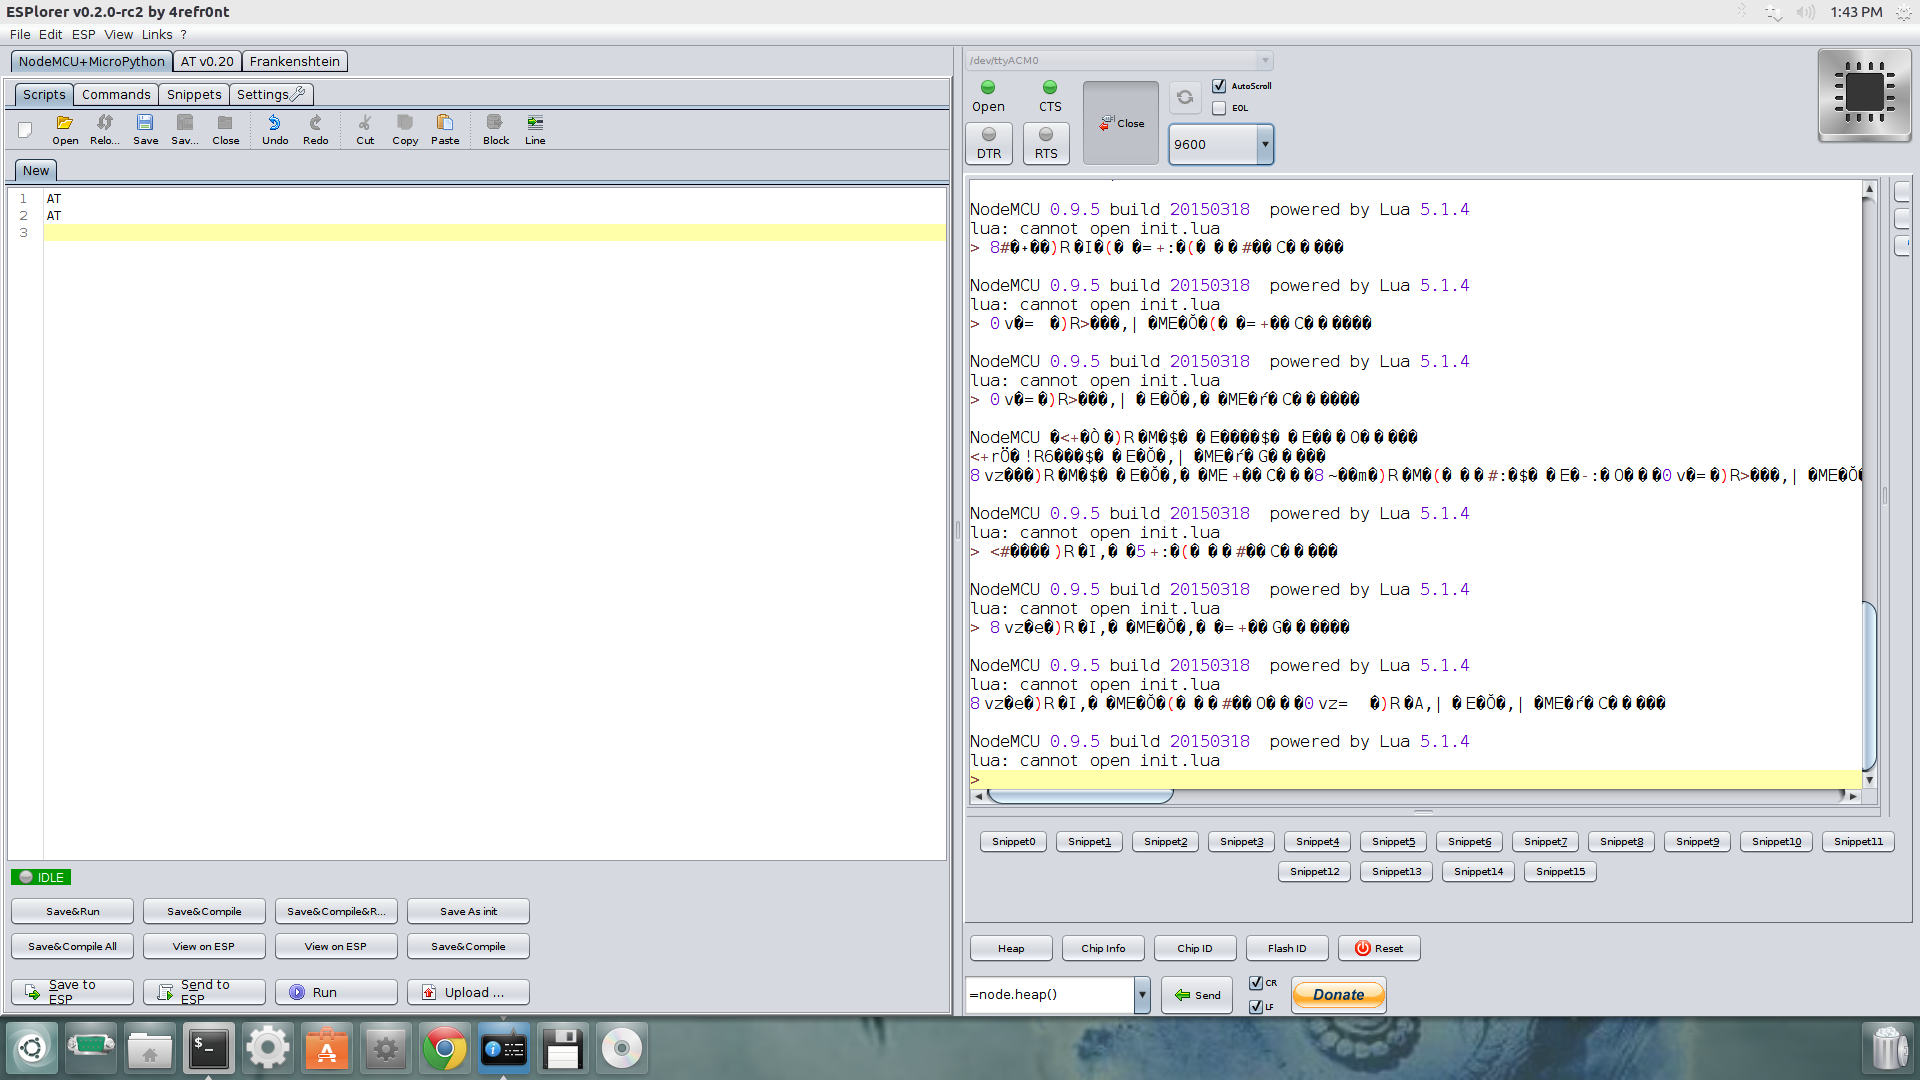 ESPlorer v0.2.0-rc2 by 4refr0nt
1:43 PM
File Edit ESP View Links ?
NodeMCU+MicroPython AT v0.20 Frankenshtein
Scripts Commands Snippets Settings
Open Relo... Save Sav... Close Undo Redo Cut Copy Paste Block Line
New
1 AT
2 AT
3
IDLE
Save&Run Save&Compile Save&Compile&R... Save As init
Save&Compile All View on ESP View on ESP Save&Compile
Save to ESP Send to ESP Run Upload ...
/dev/ttyACM0
Open CTS Close AutoScroll
EOL
DTR RTS 9600
NodeMCU 0.9.5 build 20150318 powered by Lua 5.1.4
lua: cannot open init.lua
>
NodeMCU 0.9.5 build 20150318 powered by Lua 5.1.4
lua: cannot open init.lua
>
NodeMCU 0.9.5 build 20150318 powered by Lua 5.1.4
lua: cannot open init.lua
>
NodeMCU
NodeMCU 0.9.5 build 20150318 powered by Lua 5.1.4
lua: cannot open init.lua
>
NodeMCU 0.9.5 build 20150318 powered by Lua 5.1.4
lua: cannot open init.lua
>
NodeMCU 0.9.5 build 20150318 powered by Lua 5.1.4
lua: cannot open init.lua
NodeMCU 0.9.5 build 20150318 powered by Lua 5.1.4
lua: cannot open init.lua
>
Snippet0 Snippet1 Snippet2 Snippet3 Snippet4 Snippet5 Snippet6 Snippet7 Snippet8 Snippet9 Snippet10 Snippet11
Snippet12 Snippet13 Snippet14 Snippet15
Heap Chip Info Chip ID Flash ID Reset
=node.heap() Send CR Donate
LF